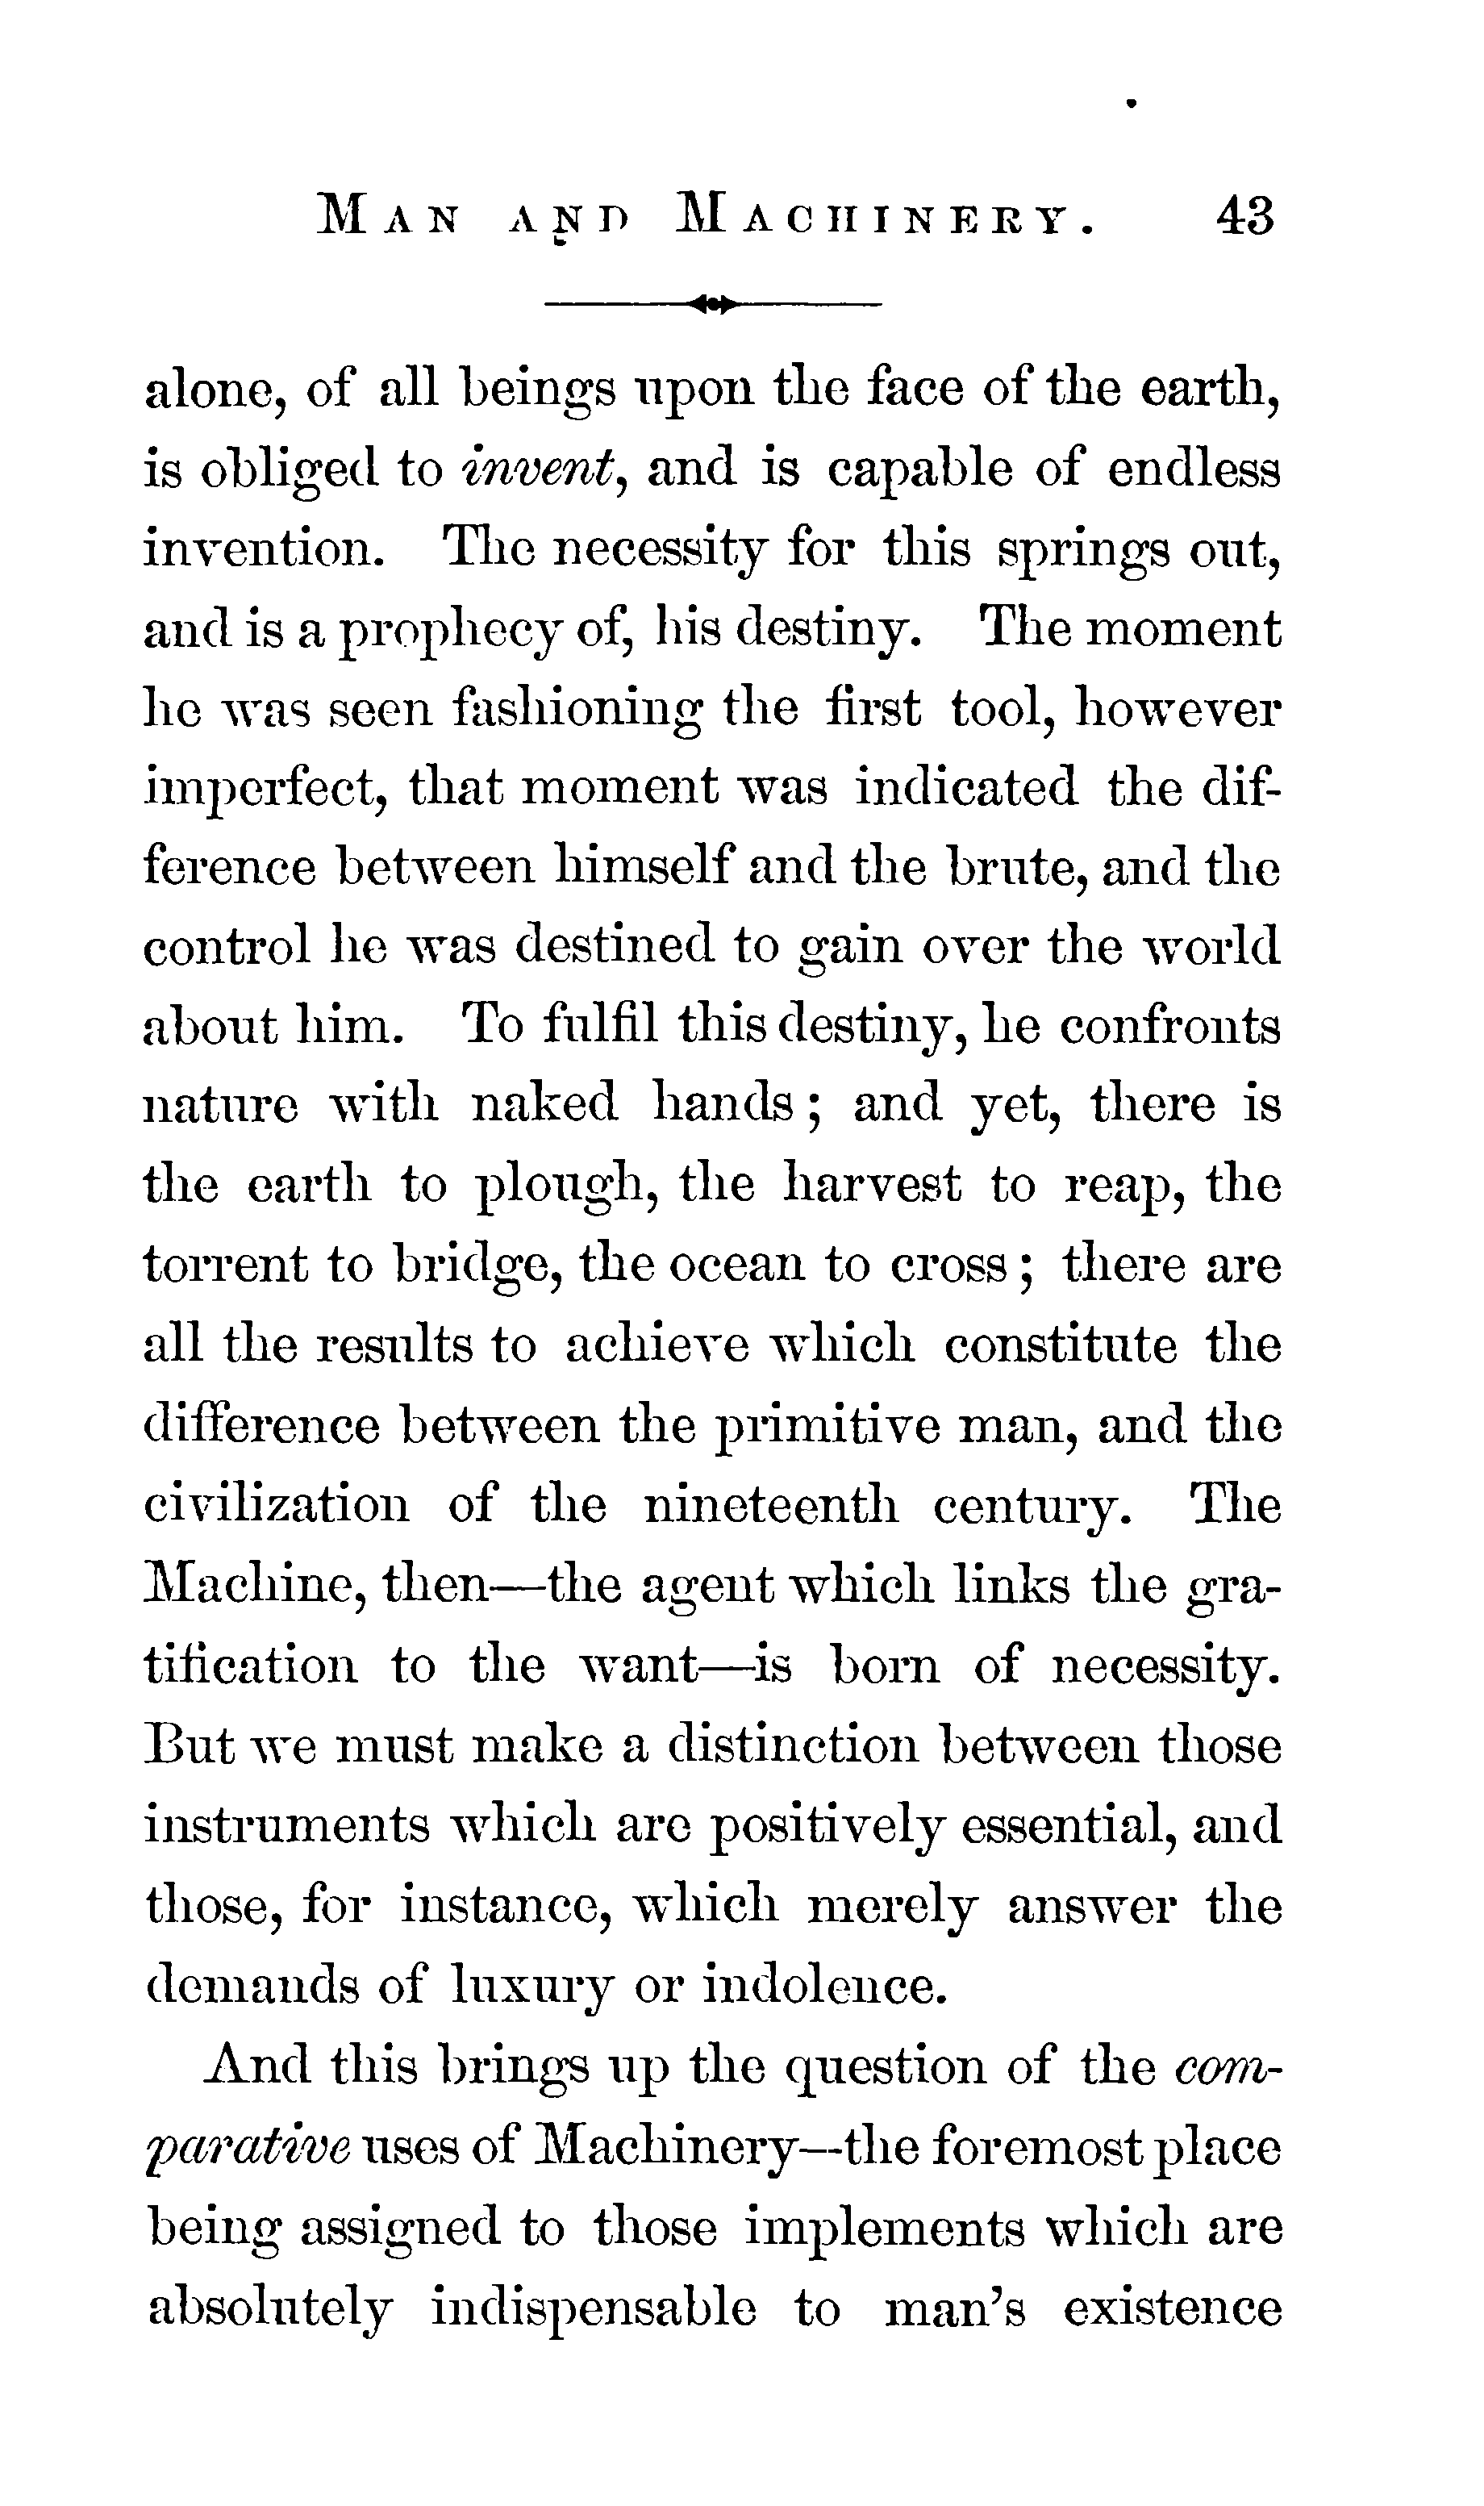 MAN AND MACHINERY. 43
alone, of all beings upon the face of the earth,
is obliged to invent, and is capable of endless
invention. The necessity for this springs out,
and is a prophecy of, his destiny. The moment
he was seen fashioning the first tool, however
imperfect, that moment was indicated the dif-
ference between himself and the brute, and the
control he was destined to gain over the world
about him. To fulfil this destiny, he confronts
nature with naked hands; and yet, there is
the earth to plough, the harvest to reap, the
torrent to bridge, the ocean to cross; there are
all the results to achieve which constitute the
difference between the primitive man, and the
civilization of the nineteenth century. The
Machine, then—the agent which links the gra-
tification to the want—is born of necessity.
But we must make a distinction between those
instruments which are positively essential, and
those, for instance, which merely answer the
demands of luxury or indolence.
And this brings up the question of the com-
parative uses of Machinery—the foremost place
being assigned to those implements which are
absolutely indispensable to man's existence